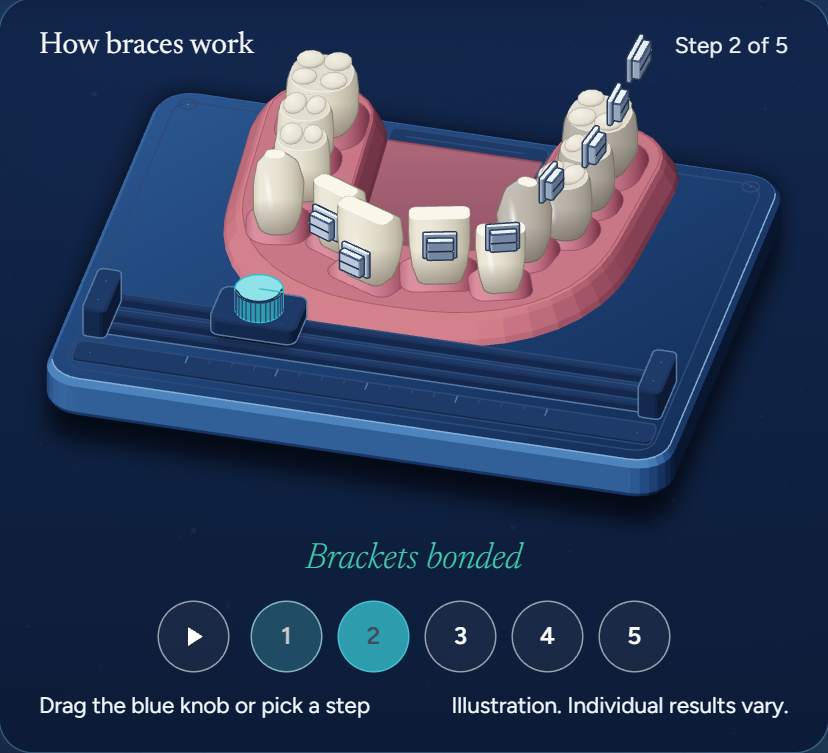 How braces work
Step 2 of 5
Brackets bonded
1
2
3
4
5
Drag the blue knob or pick a step
Illustration. Individual results vary.